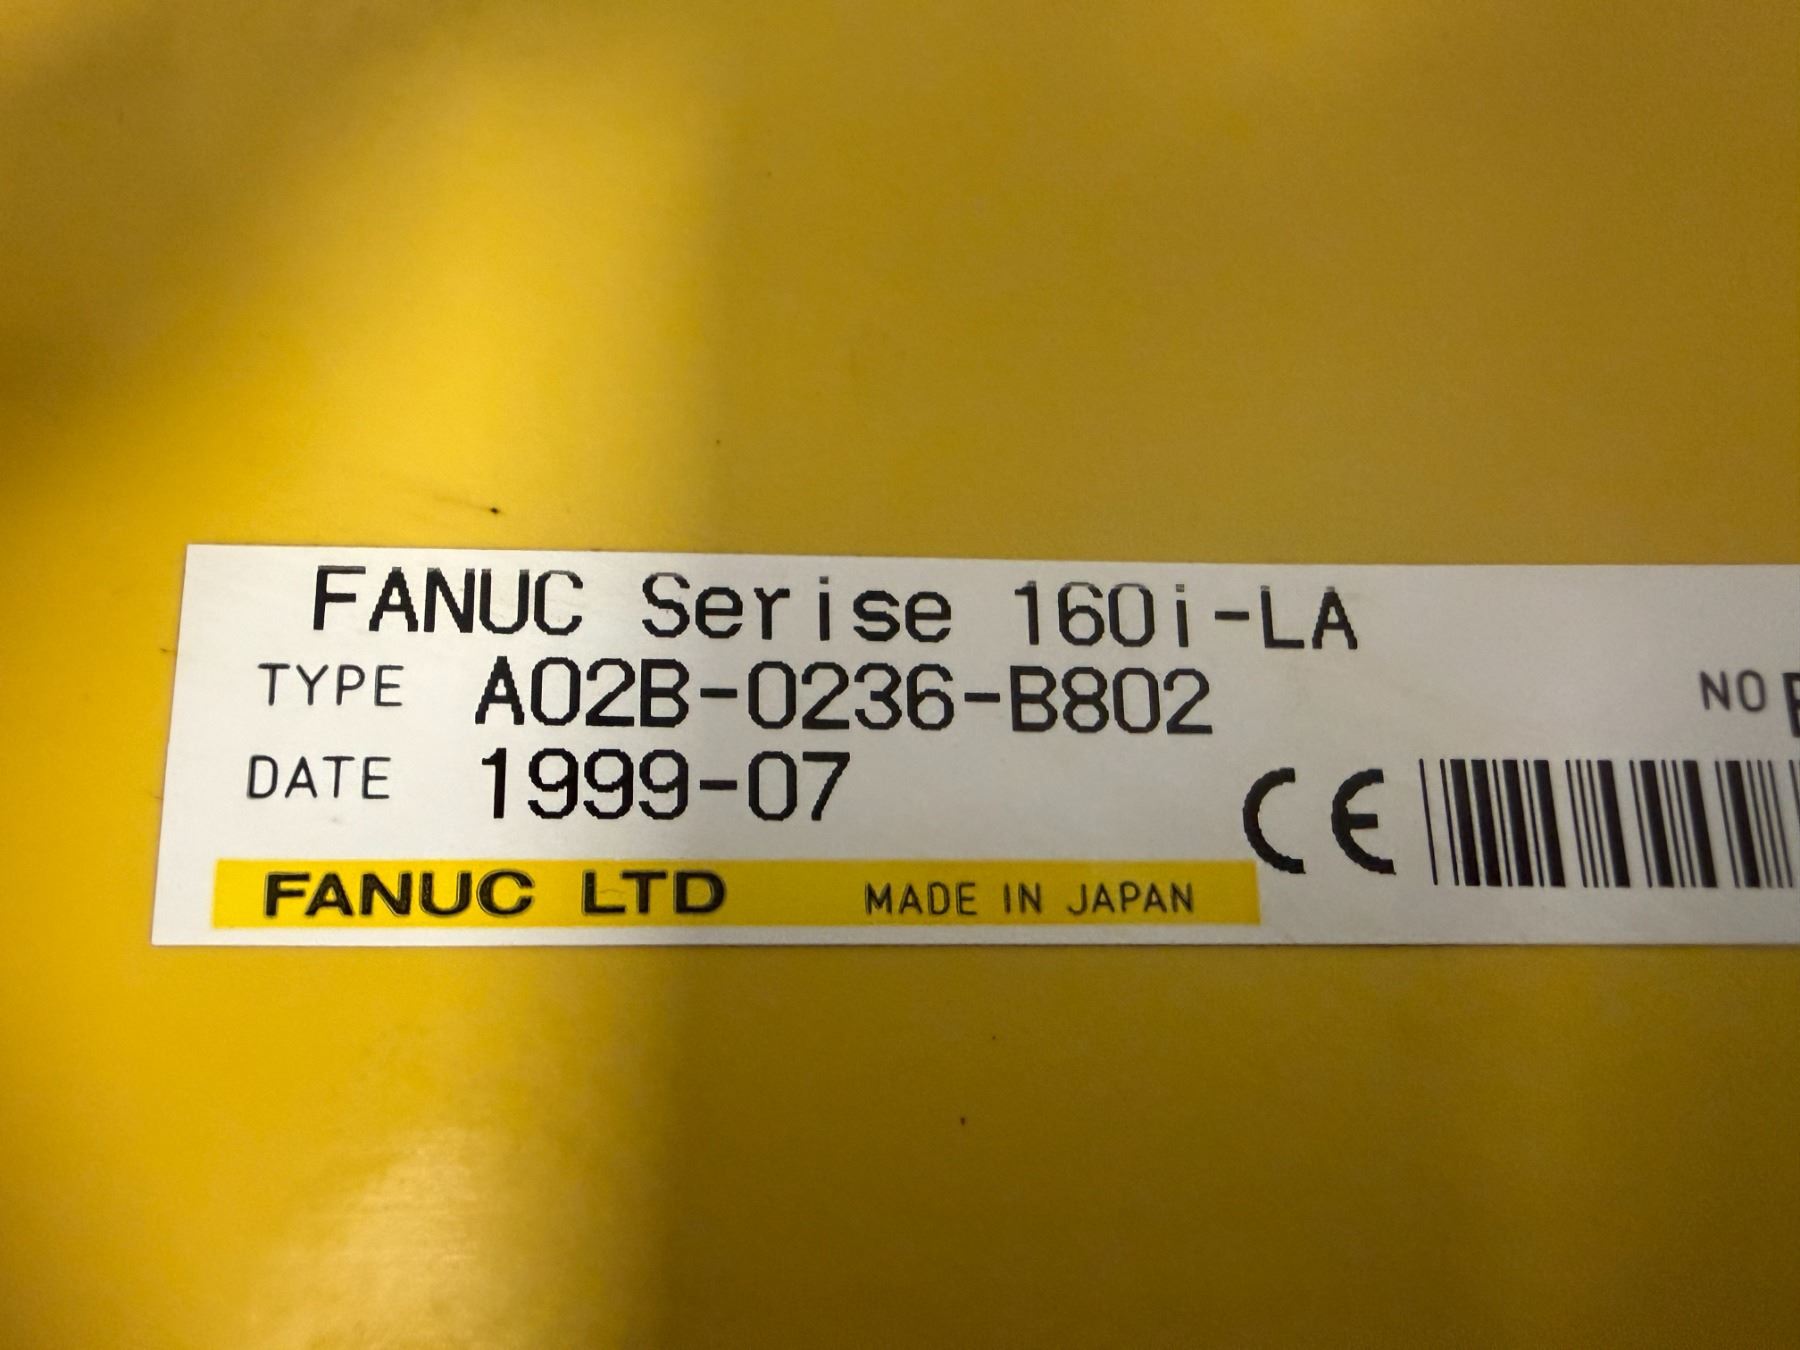 FANUC Serise 160i-LA
TYPE A02B-0236-B802 NO
DATE 1999-07
CE
FANUC LTD MADE IN JAPAN